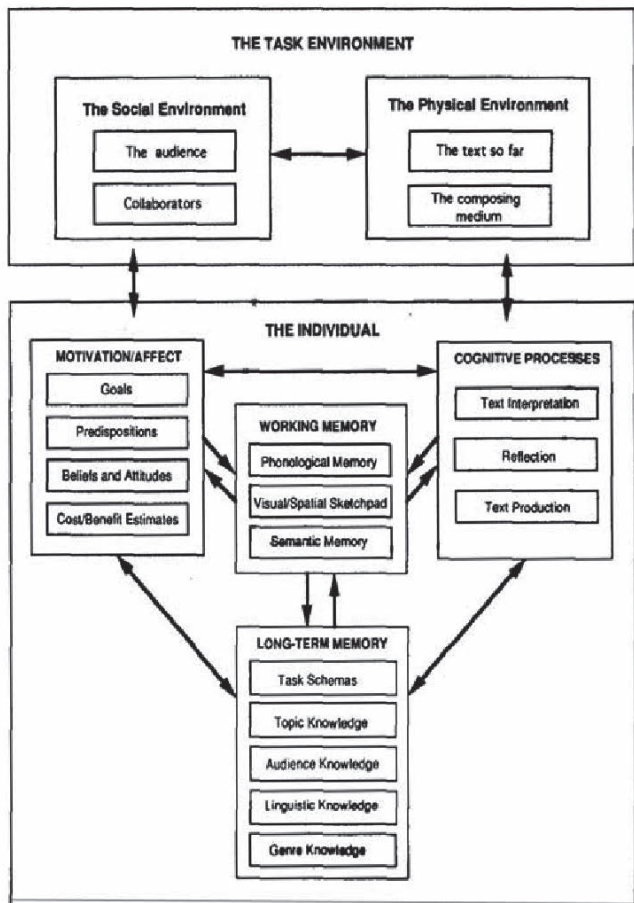 THE TASK ENVIRONMENT
The Social Environment
The audience
Collaborators
The Physical Environment
The text so far
The composing
medium
THE INDIVIDUAL
MOTIVATION/AFFECT
Goals
Predispositions
Beliefs and Attitudes
Cost/Benefit Estimates
WORKING MEMORY
Phonological Memory
Visual/Spatial Sketchpad
Semantic Memory
COGNITIVE PROCESSES
Text Interpretation
Reflection
Text Production
LONG-TERM MEMORY
Task Schemas
Topic Knowledge
Audience Knowledge
Linguistic Knowledge
Genre Knowledge